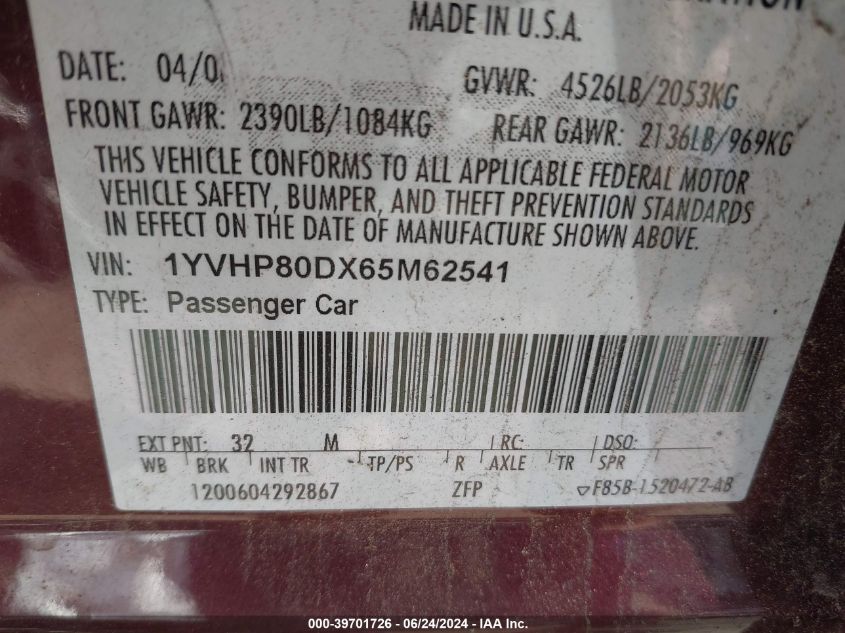 MADE IN U.S.A.
DATE: 04/0
GVWR: 4526LB/2053KG
FRONT GAWR: 2390LB/1084KG REAR GAWR: 2136LB/969KG
THIS VEHICLE CONFORMS TO ALL APPLICABLE FEDERAL MOTOR
VEHICLE SAFETY, BUMPER, AND THEFT PREVENTION STANDARDS
IN EFFECT ON THE DATE OF MANUFACTURE SHOWN ABOVE.
VIN: 1YVHP80DX65M62541
TYPE: Passenger Car
EXT PNT: 32 M RC: DSO:
WB BRK INT TR TP/PS R AXLE TR SPR
1200604292867 ZFP F85B-1520472-AB
000-39701726 - 06/24/2024 - IAA Inc.